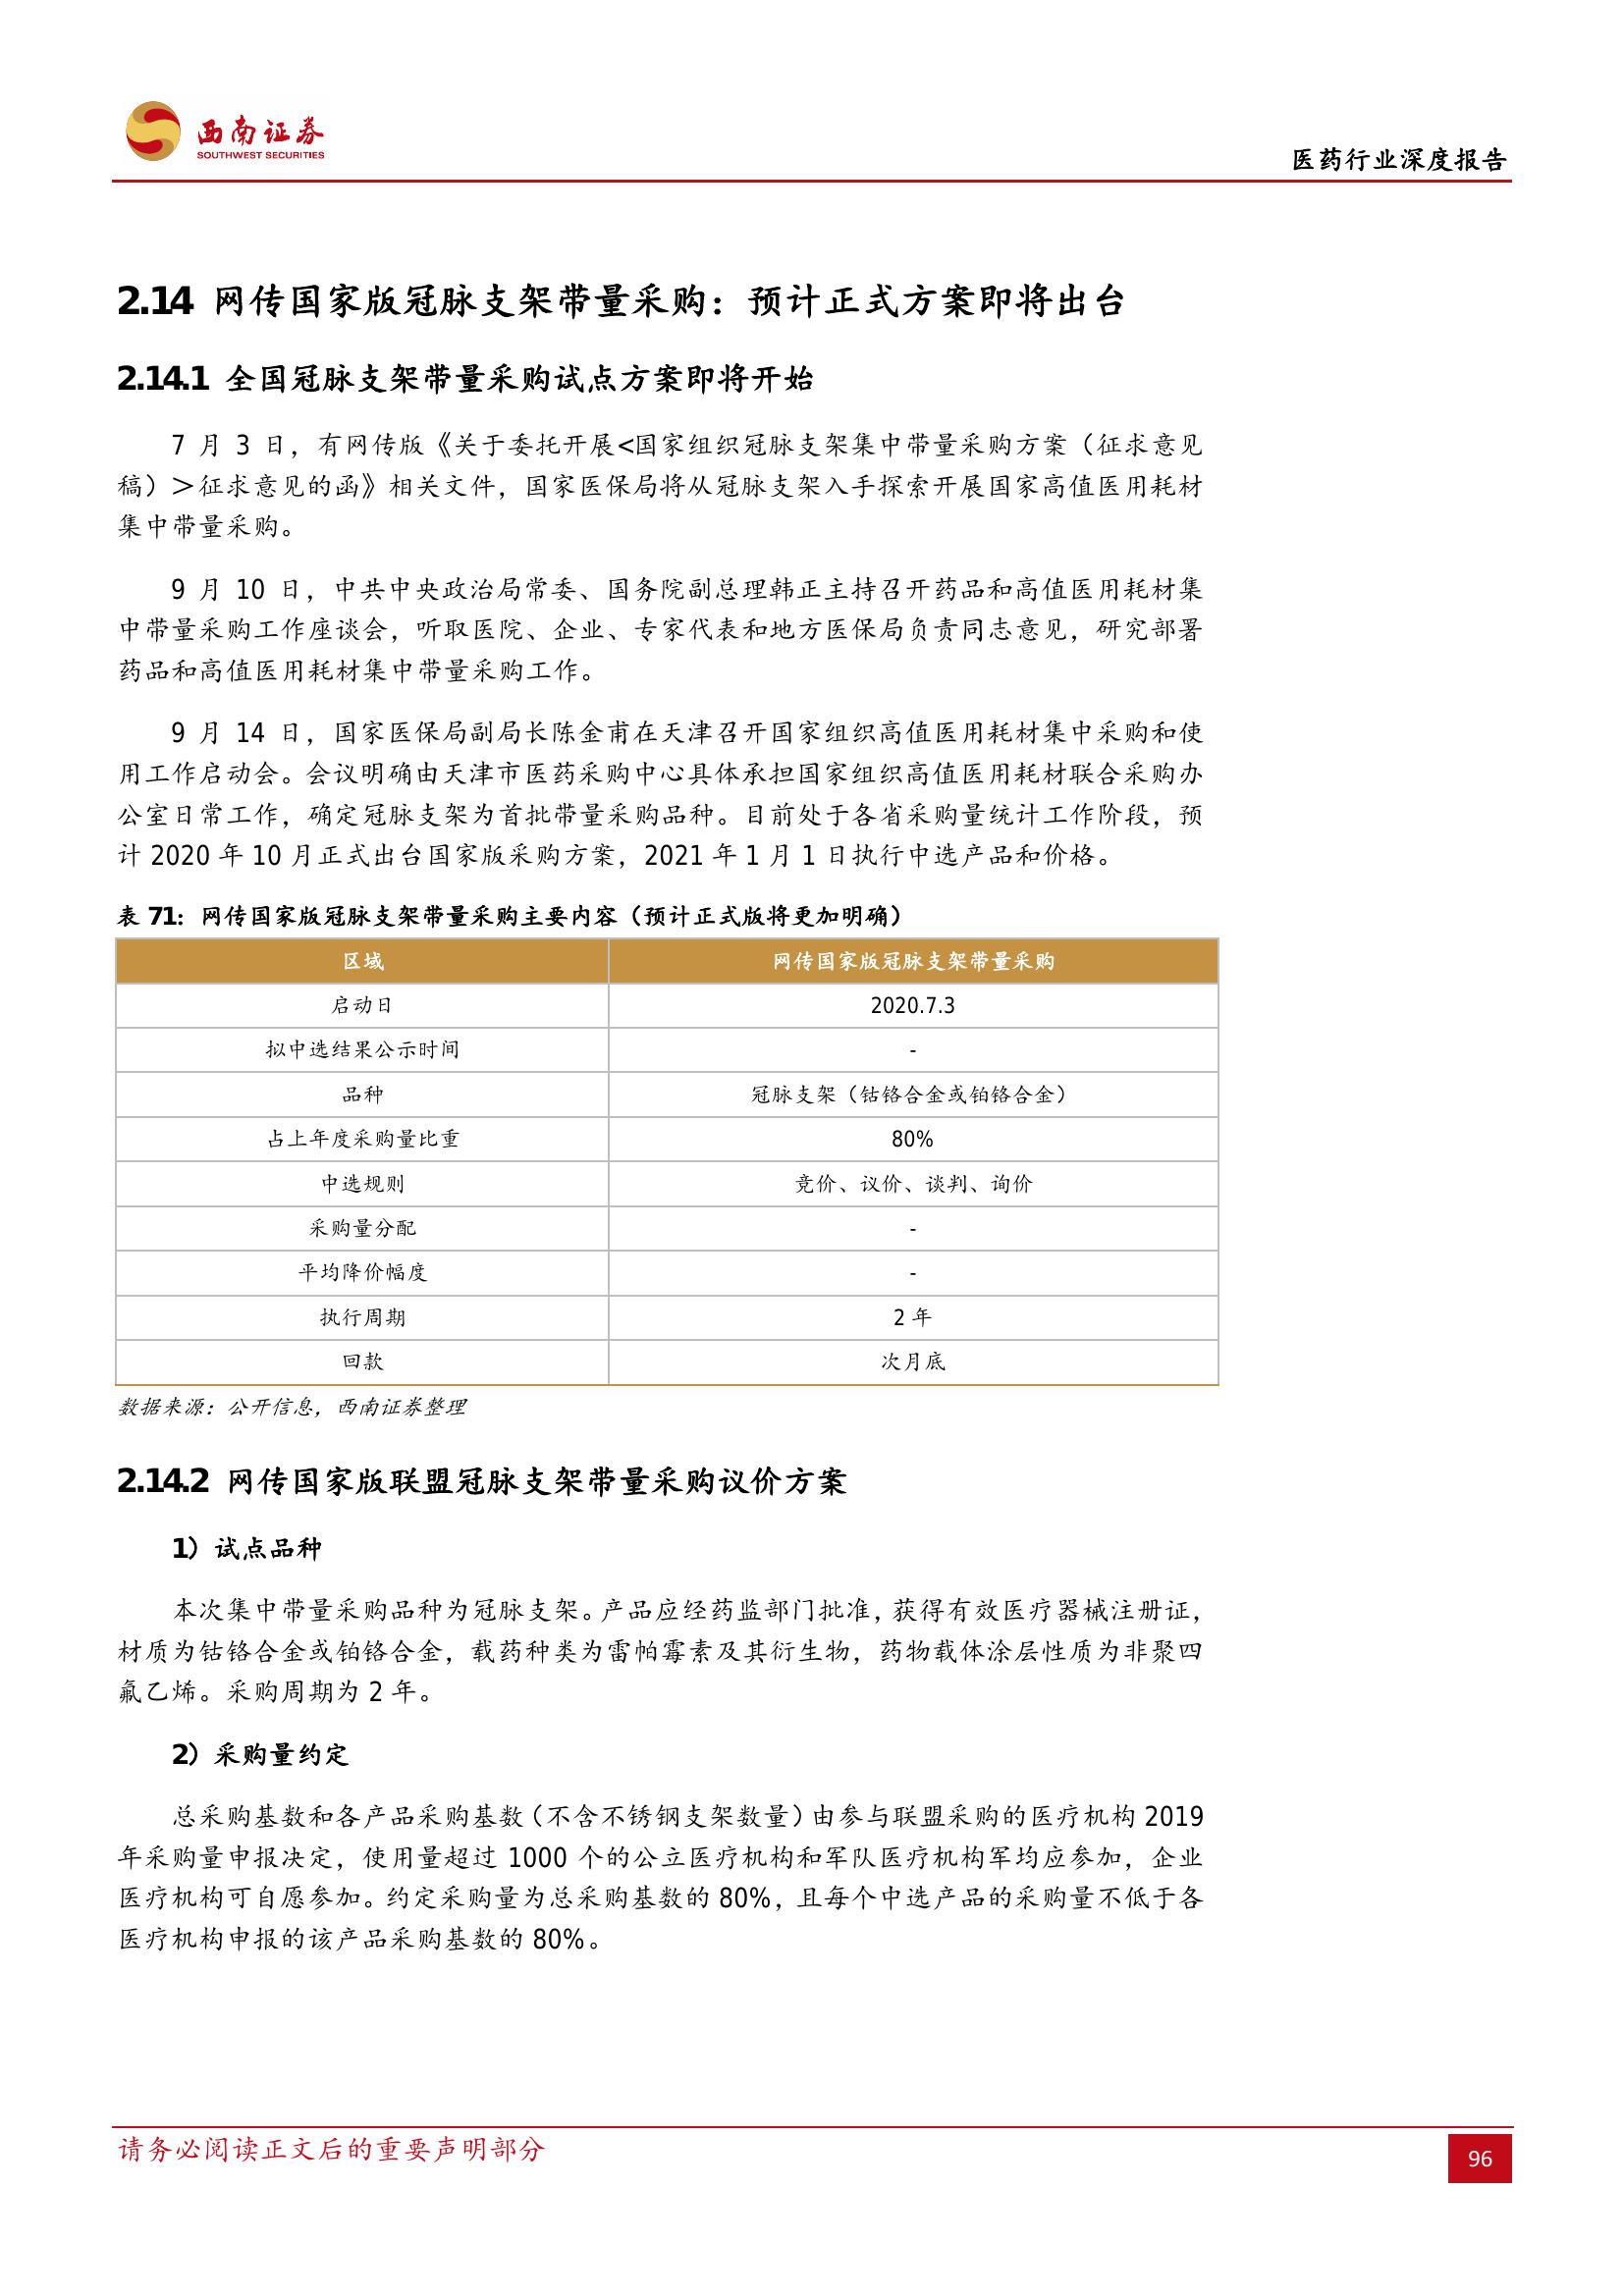 西南证券
SOUTHWEST SECURITIES
医药行业深度报告
2.14 网传国家版冠脉支架带量采购：预计正式方案即将出台
2.14.1 全国冠脉支架带量采购试点方案即将开始
7 月 3 日，有网传版《关于委托开展<国家组织冠脉支架集中带量采购方案（征求意见
稿）＞征求意见的函》相关文件，国家医保局将从冠脉支架入手探索开展国家高值医用耗材
集中带量采购。
9 月 10 日，中共中央政治局常委、国务院副总理韩正主持召开药品和高值医用耗材集
中带量采购工作座谈会，听取医院、企业、专家代表和地方医保局负责同志意见，研究部署
药品和高值医用耗材集中带量采购工作。
9 月 14 日，国家医保局副局长陈金甫在天津召开国家组织高值医用耗材集中采购和使
用工作启动会。会议明确由天津市医药采购中心具体承担国家组织高值医用耗材联合采购办
公室日常工作，确定冠脉支架为首批带量采购品种。目前处于各省采购量统计工作阶段，预
计 2020 年 10 月正式出台国家版采购方案，2021 年 1 月 1 日执行中选产品和价格。
表 71：网传国家版冠脉支架带量采购主要内容（预计正式版将更加明确）
区域 网传国家版冠脉支架带量采购
启动日 2020.7.3
拟中选结果公示时间 -
品种 冠脉支架（钴铬合金或铂铬合金）
占上年度采购量比重 80%
中选规则 竞价、议价、谈判、询价
采购量分配 -
平均降价幅度 -
执行周期 2 年
回款 次月底
数据来源：公开信息，西南证券整理
2.14.2 网传国家版联盟冠脉支架带量采购议价方案
1）试点品种
本次集中带量采购品种为冠脉支架。产品应经药监部门批准，获得有效医疗器械注册证，
材质为钴铬合金或铂铬合金，载药种类为雷帕霉素及其衍生物，药物载体涂层性质为非聚四
氟乙烯。采购周期为 2 年。
2）采购量约定
总采购基数和各产品采购基数（不含不锈钢支架数量）由参与联盟采购的医疗机构 2019
年采购量申报决定，使用量超过 1000 个的公立医疗机构和军队医疗机构军均应参加，企业
医疗机构可自愿参加。约定采购量为总采购基数的 80%，且每个中选产品的采购量不低于各
医疗机构申报的该产品采购基数的 80%。
请务必阅读正文后的重要声明部分
96